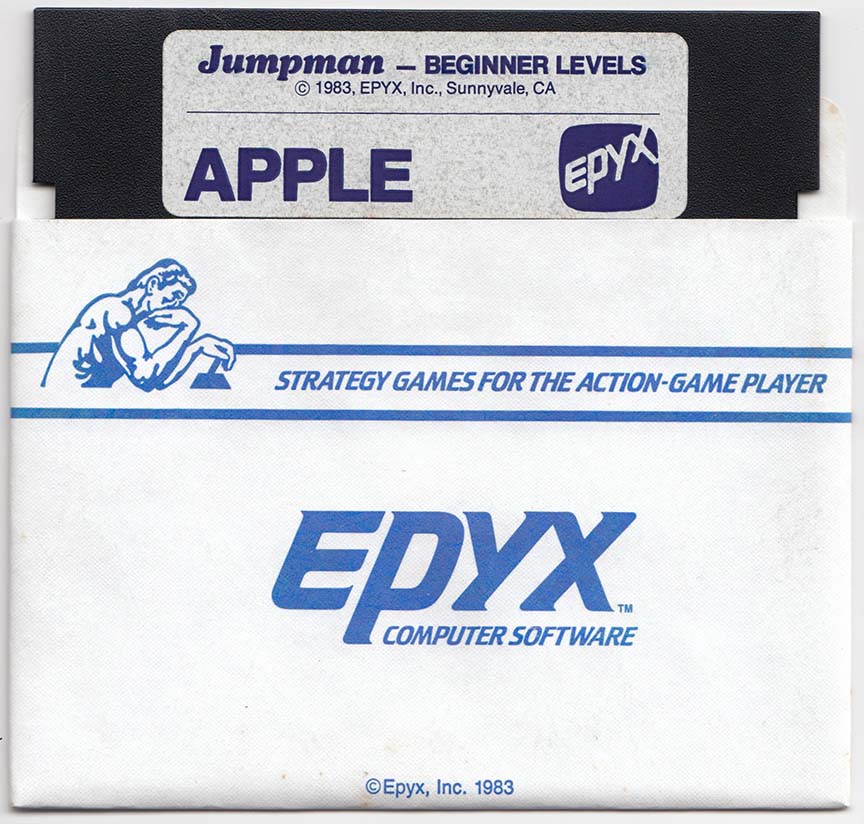 Jumpman — BEGINNER LEVELS
© 1983, EPYX, Inc., Sunnyvale, CA
APPLE
EPYX
STRATEGY GAMES FOR THE ACTION-GAME PLAYER
EPYX™
COMPUTER SOFTWARE
©Epyx, Inc. 1983